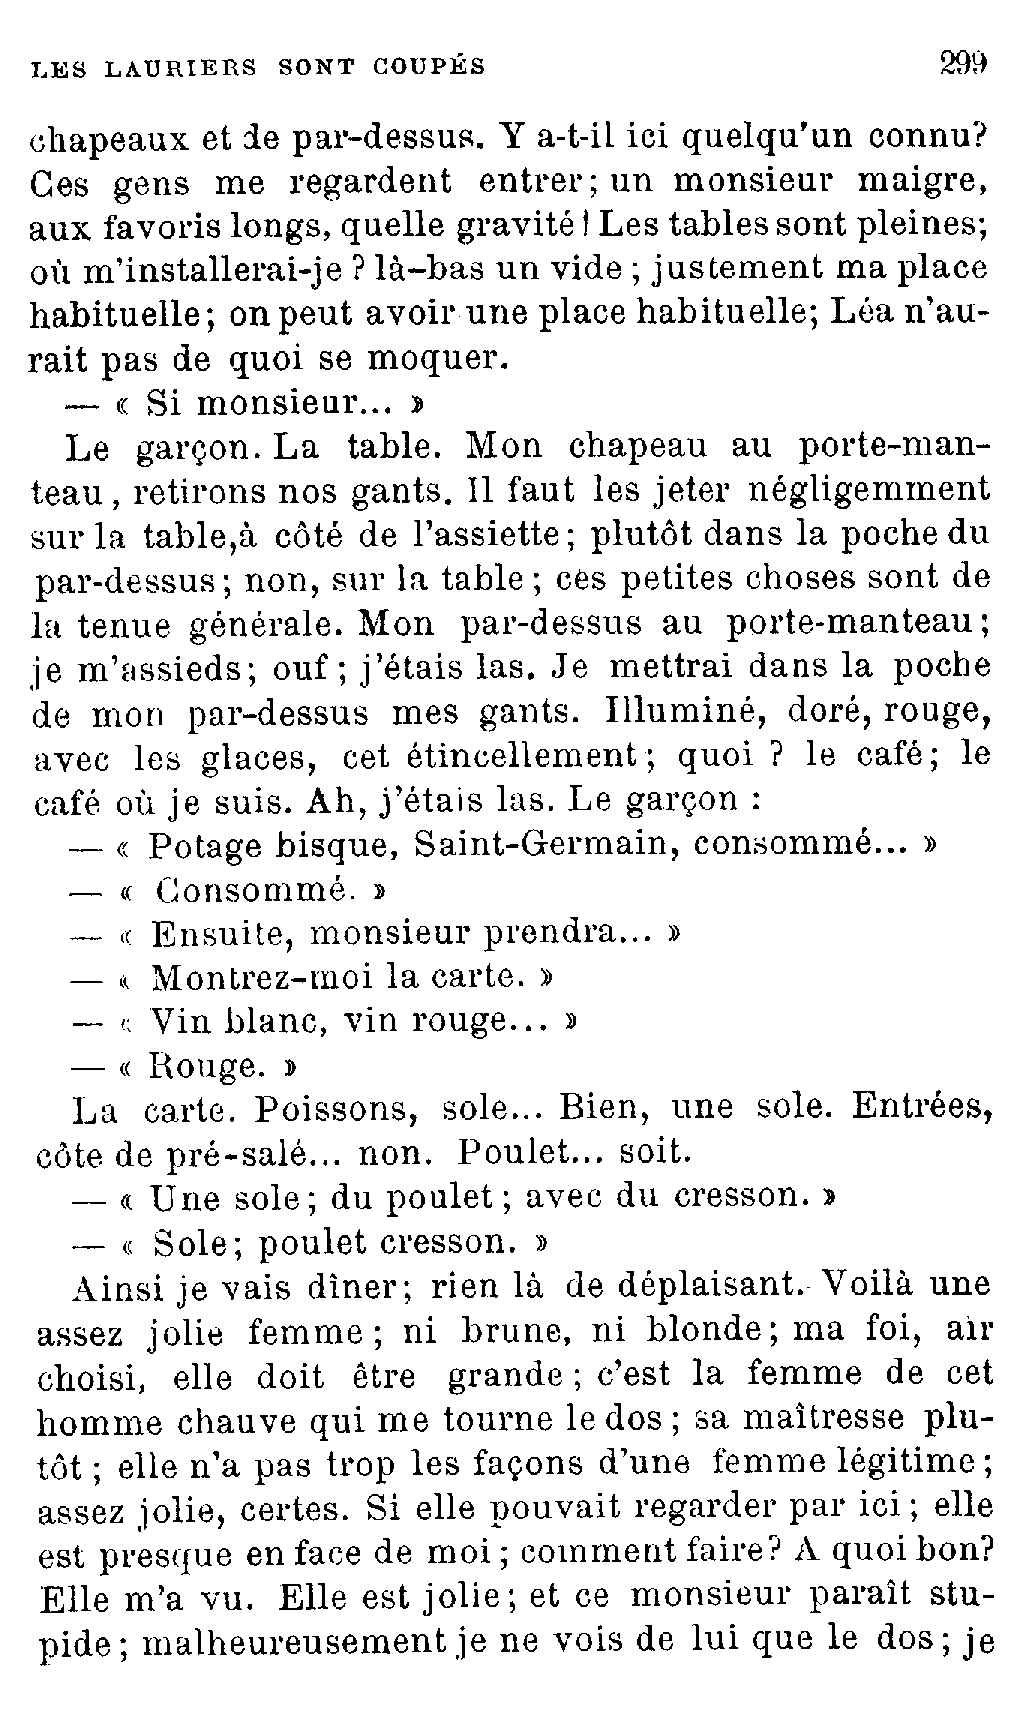 LES LAURIERS SONT COUPÉS 299
chapeaux et de par-dessus. Y a-t-il ici quelqu'un connu?
Ces gens me regardent entrer; un monsieur maigre,
aux favoris longs, quelle gravité ! Les tables sont pleines;
où m'installerai-je ? là-bas un vide ; justement ma place
habituelle; on peut avoir une place habituelle; Léa n'au-
rait pas de quoi se moquer.
— « Si monsieur... »
Le garçon. La table. Mon chapeau au porte-man-
teau, retirons nos gants. Il faut les jeter négligemment
sur la table, à côté de l'assiette ; plutôt dans la poche du
par-dessus ; non, sur la table ; ces petites choses sont de
la tenue générale. Mon par-dessus au porte-manteau ;
je m'assieds ; ouf ; j'étais las. Je mettrai dans la poche
de mon par-dessus mes gants. Illuminé, doré, rouge,
avec les glaces, cet étincellement ; quoi ? le café ; le
café où je suis. Ah, j'étais las. Le garçon :
— « Potage bisque, Saint-Germain, consommé... »
— « Consommé. »
— « Ensuite, monsieur prendra... »
— « Montrez-moi la carte. »
— « Vin blanc, vin rouge... »
— « Rouge. »
La carte. Poissons, sole... Bien, une sole. Entrées,
côte de pré-salé... non. Poulet... soit.
— « Une sole ; du poulet ; avec du cresson. »
— « Sole ; poulet cresson. »
Ainsi je vais dîner; rien là de déplaisant. Voilà une
assez jolie femme ; ni brune, ni blonde ; ma foi, air
choisi, elle doit être grande ; c'est la femme de cet
homme chauve qui me tourne le dos ; sa maîtresse plu-
tôt ; elle n'a pas trop les façons d'une femme légitime ;
assez jolie, certes. Si elle pouvait regarder par ici ; elle
est presque en face de moi ; comment faire? A quoi bon?
Elle m'a vu. Elle est jolie ; et ce monsieur paraît stu-
pide ; malheureusement je ne vois de lui que le dos ; je